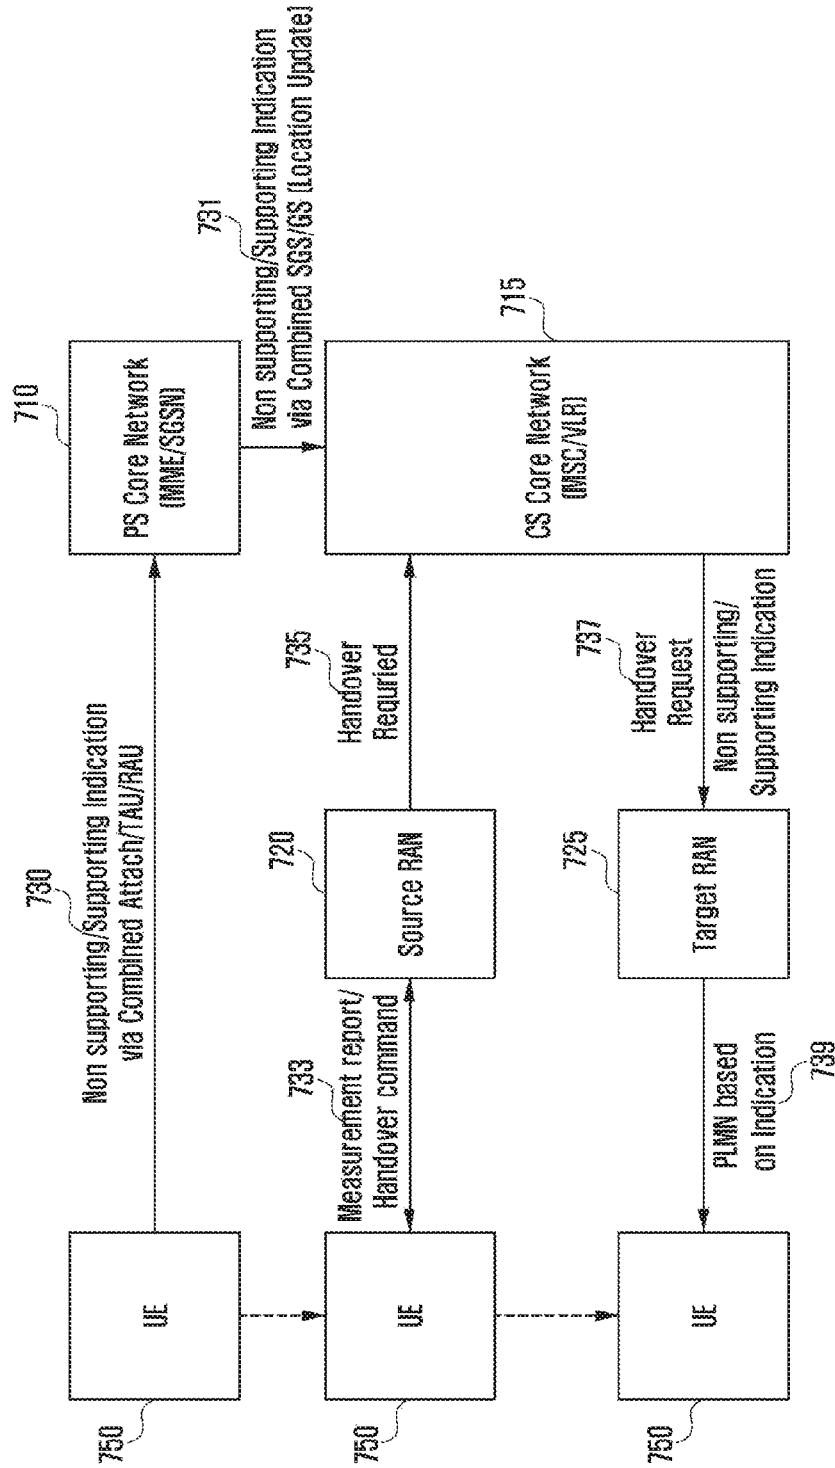 750
UE
730
Non supporting/Supporting Indication
via Combined Attach/TAU/RAU
710
PS Core Network
(MME/SGSN)
731
Non supporting/Supporting Indication
via Combined SGS/GS (Location Update)
750
UE
733
Measurement report/
Handover command
720
Source RAN
735
Handover
Requried
715
CS Core Network
(MSC/VLR)
750
UE
PLMN based
on Indication
739
725
Target RAN
737
Handover
Request
Non supporting/
Supporting Indication